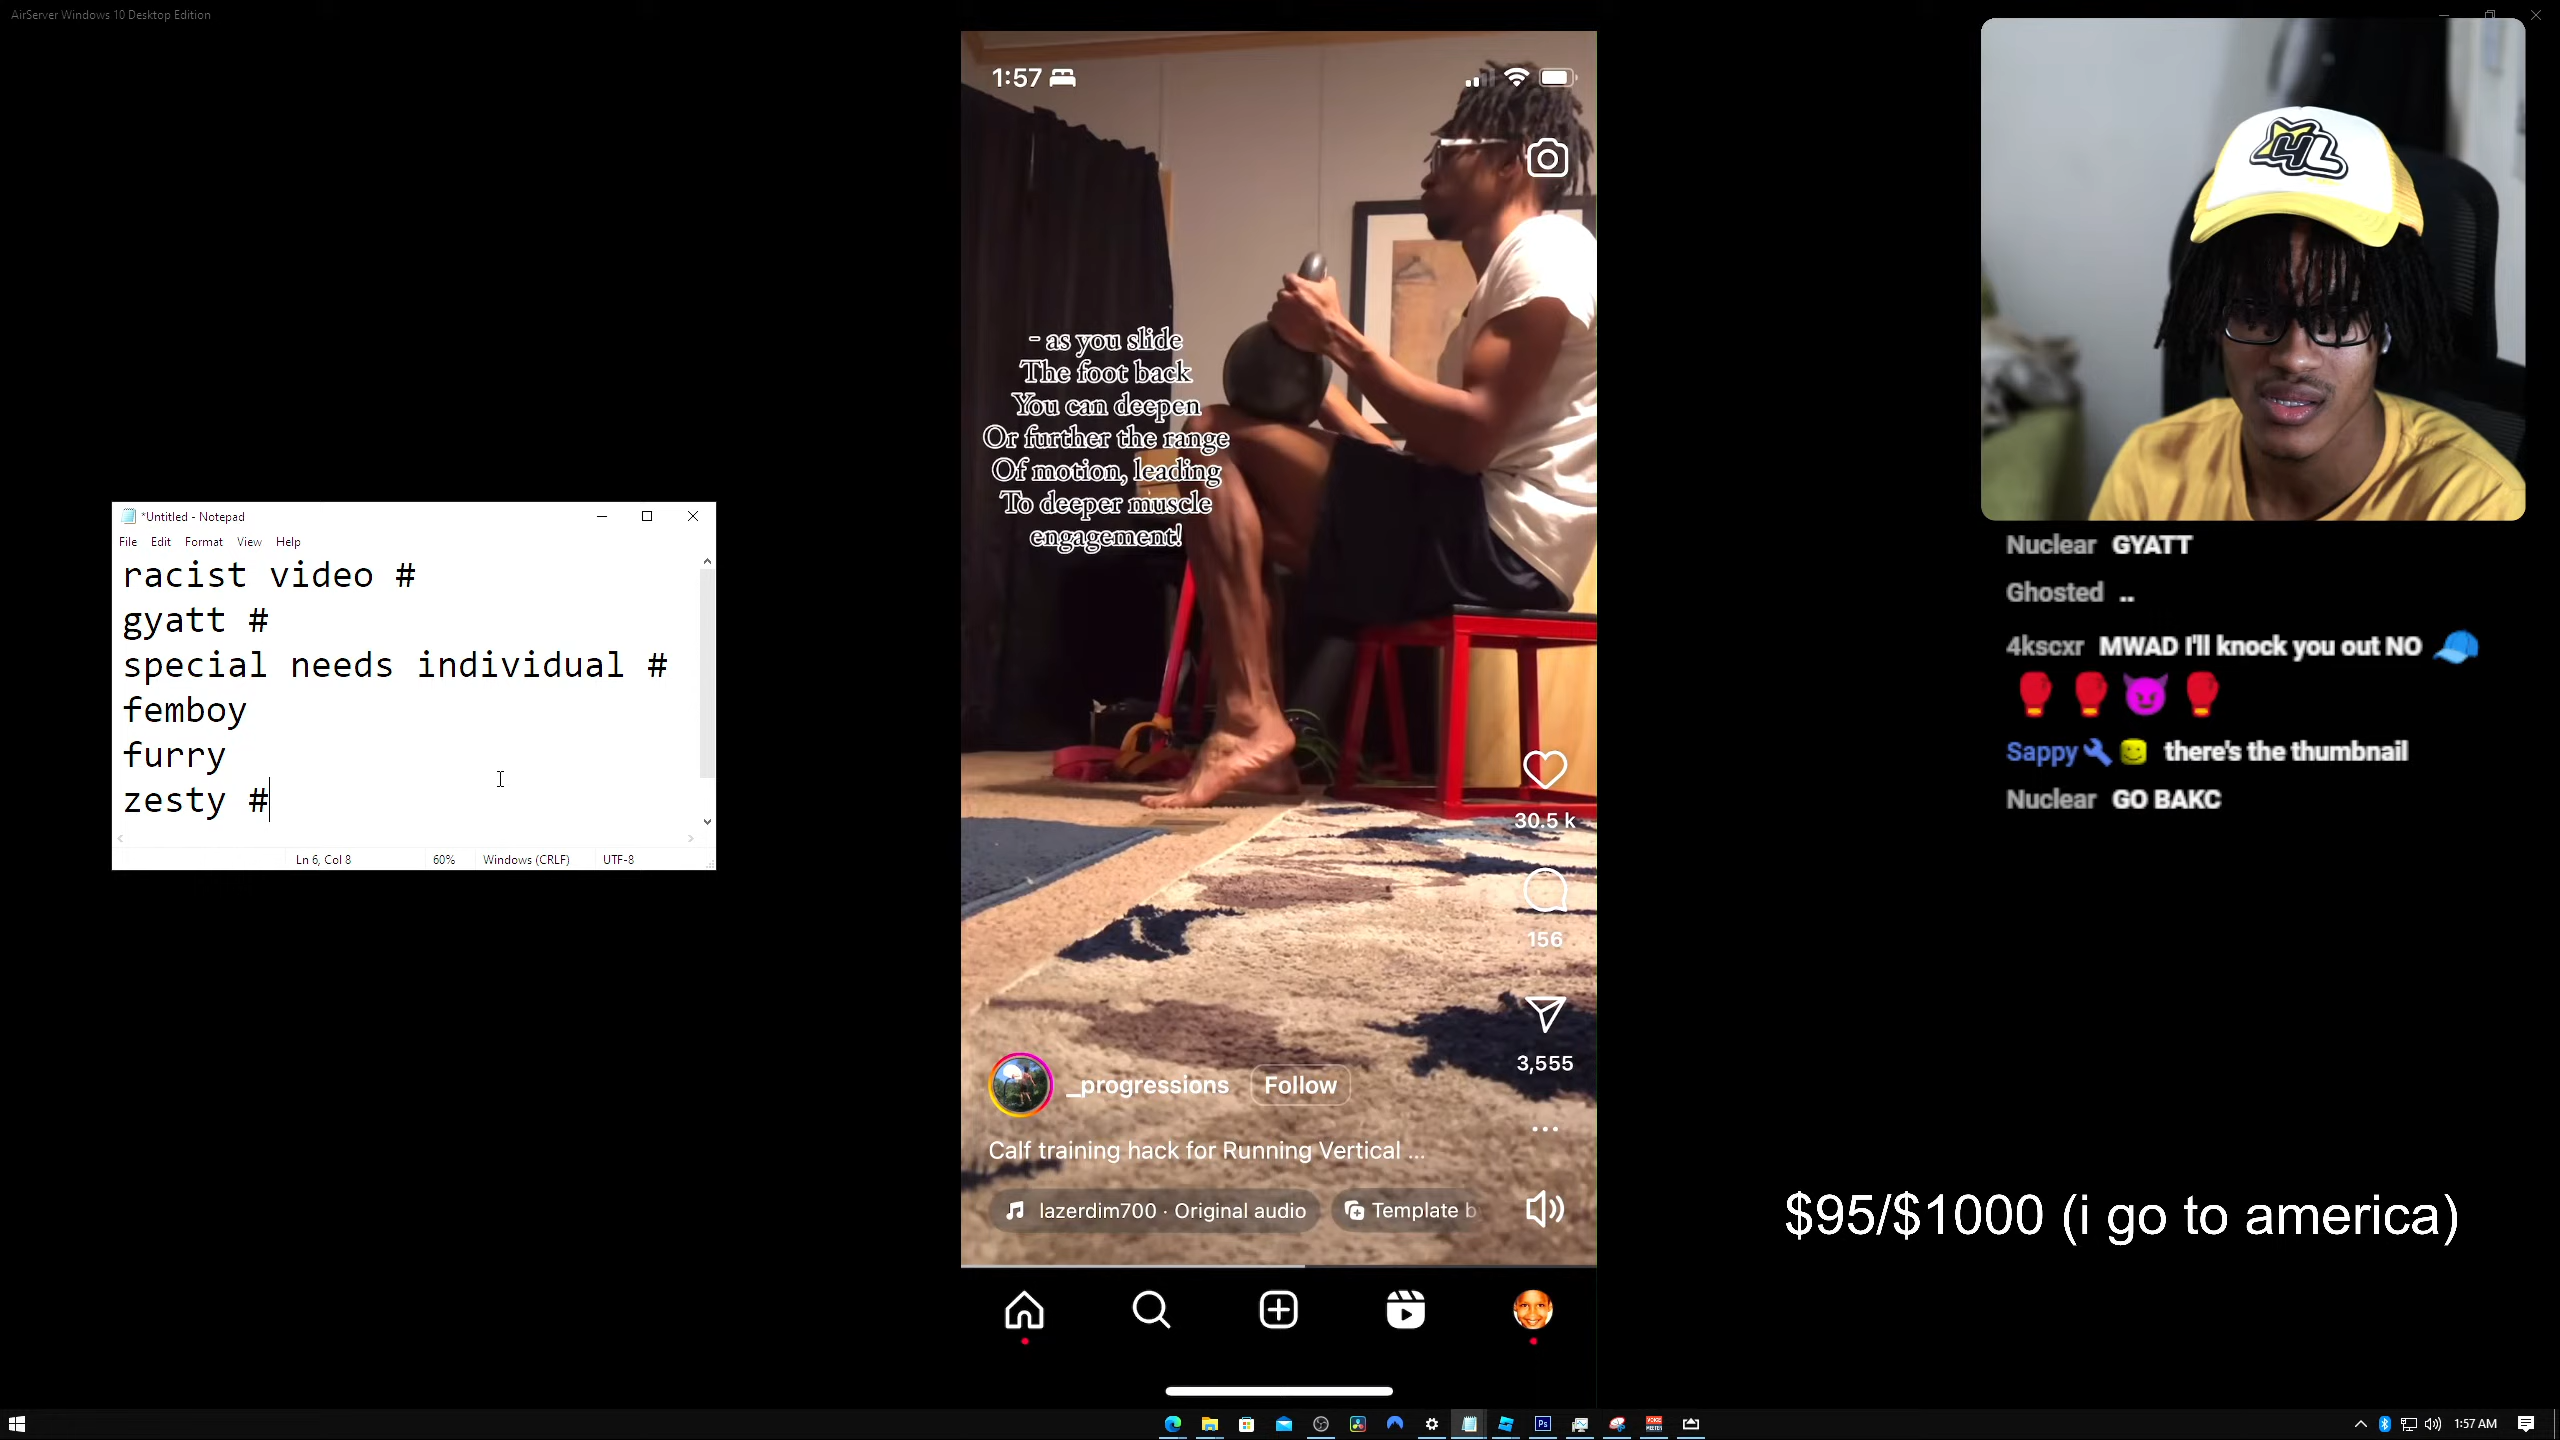 AirServer Windows 10 Desktop Edition
1:57
- as you slide
The foot back
You can deepen
Or further the range
Of motion, leading
To deeper muscle
engagement!
30.5 k
156
3,555
_progressions
Follow
Calf training hack for Running Vertical ...
lazerdim700 · Original audio
Template b
*Untitled - Notepad
File Edit Format View Help
racist video #
gyatt #
special needs individual #
femboy
furry
zesty #
Ln 6, Col 8
60%
Windows (CRLF)
UTF-8
4L
Nuclear GYATT
Ghosted ..
4kscxr MWAD I'll knock you out NO
Sappy there's the thumbnail
Nuclear GO BAKC
$95/$1000 (i go to america)
Ps
VOICE
MEETER
1:57 AM